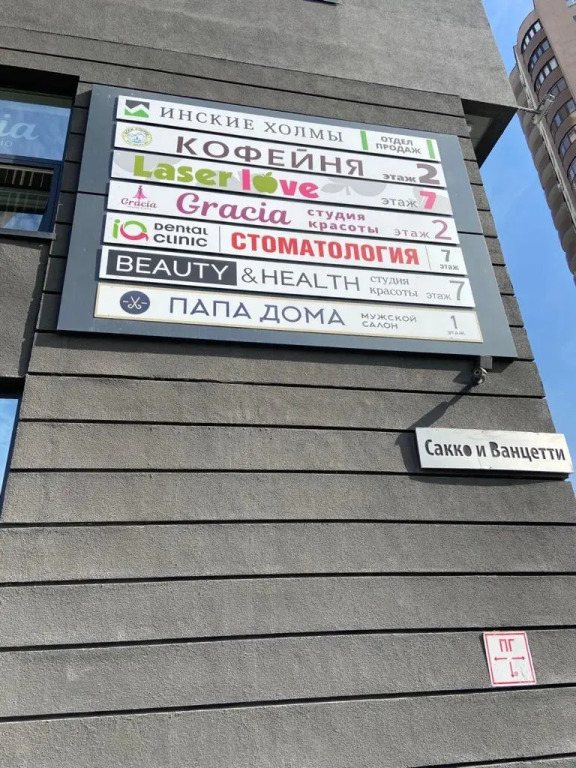 ИНСКИЕ ХОЛМЫ ОТДЕЛ ПРОДАЖ
КОФЕЙНЯ этаж 2
Laser love этаж 7
Gracia Gracia студия красоты этаж 2
iQ Dental Clinic СТОМАТОЛОГИЯ 7 этаж
BEAUTY & HEALTH студия красоты этаж 7
ПАПА ДОМА МУЖСКОЙ САЛОН 1 ЭТАЖ
Сакко и Ванцетти
ПГ